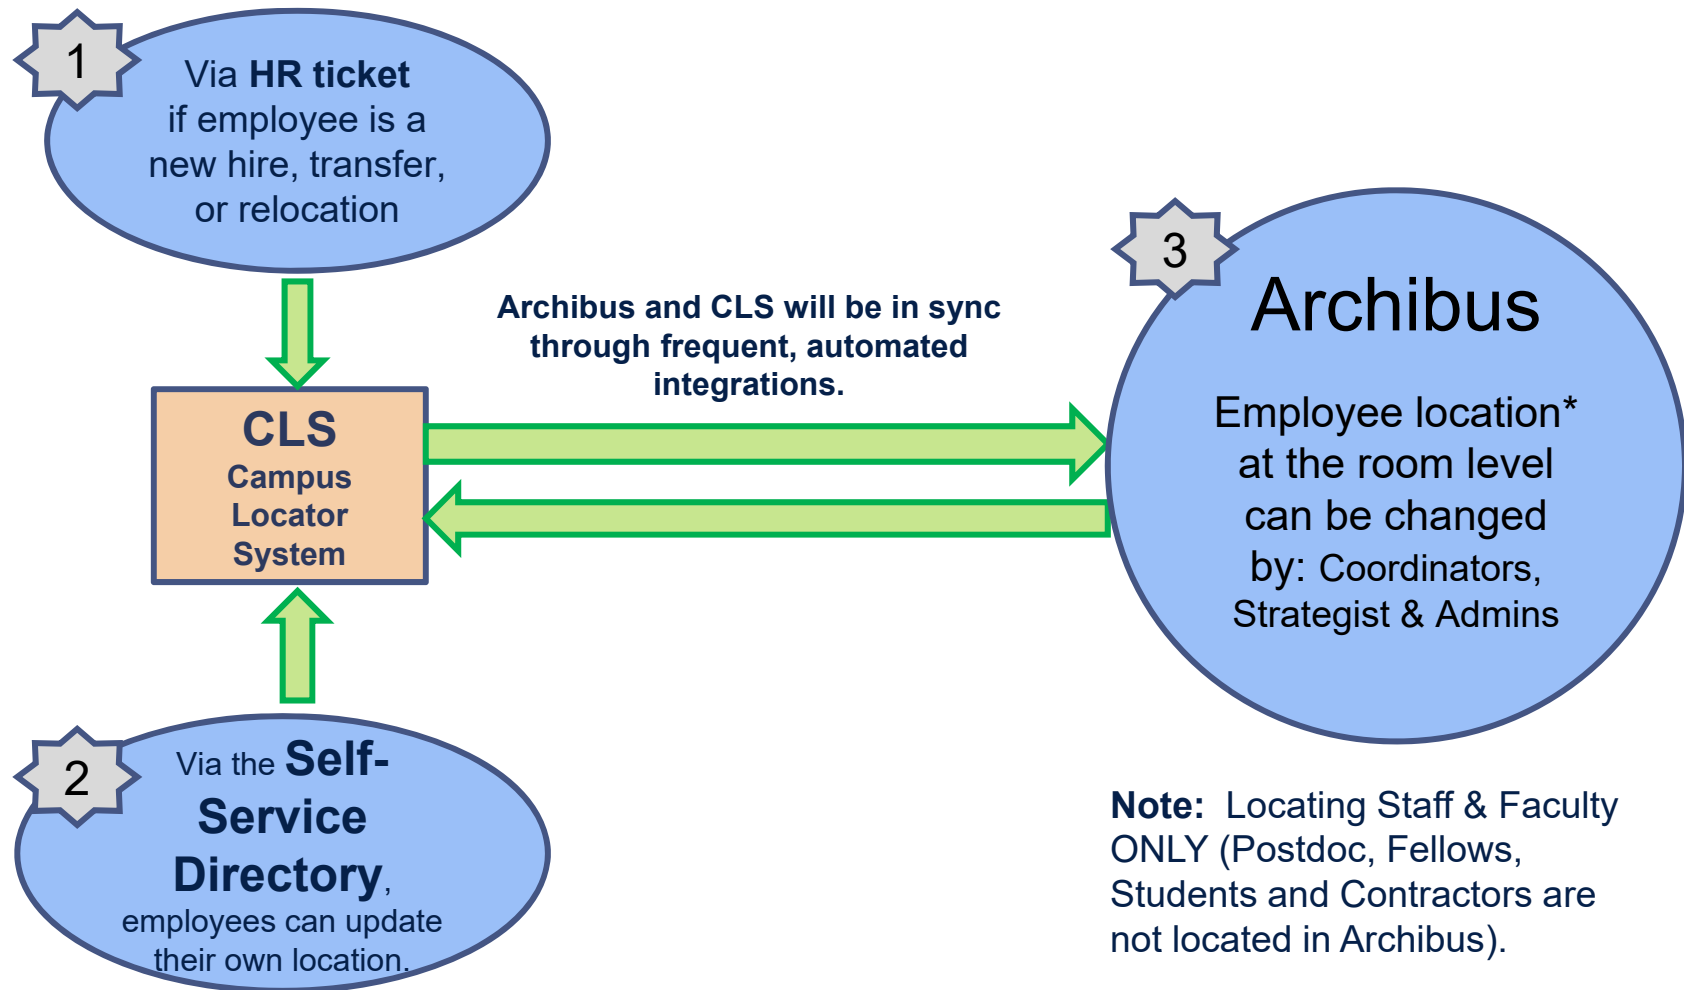 1
Via HR ticket
if employee is a
new hire, transfer,
or relocation
Archibus and CLS will be in sync
through frequent, automated
integrations.
CLS
Campus
Locator
System
2
Via the Self-
Service
Directory,
employees can update
their own location.
3
Archibus
Employee location*
at the room level
can be changed
by: Coordinators,
Strategist & Admins
Note:  Locating Staff & Faculty
ONLY (Postdoc, Fellows,
Students and Contractors are
not located in Archibus).